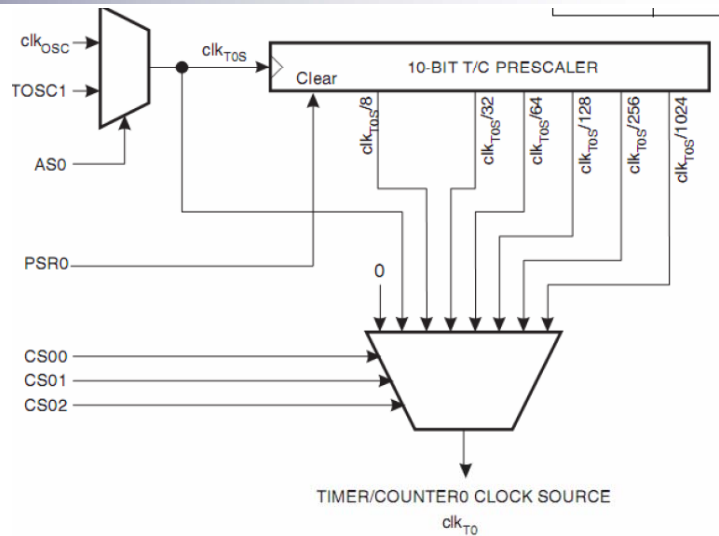 clkOSC
clkT0S
10-BIT T/C PRESCALER
Clear
TOSC1
clkT0S/8
clkT0S/32
clkT0S/64
clkT0S/128
clkT0S/256
clkT0S/1024
AS0
PSR0
0
CS00
CS01
CS02
TIMER/COUNTER0 CLOCK SOURCE
clkT0